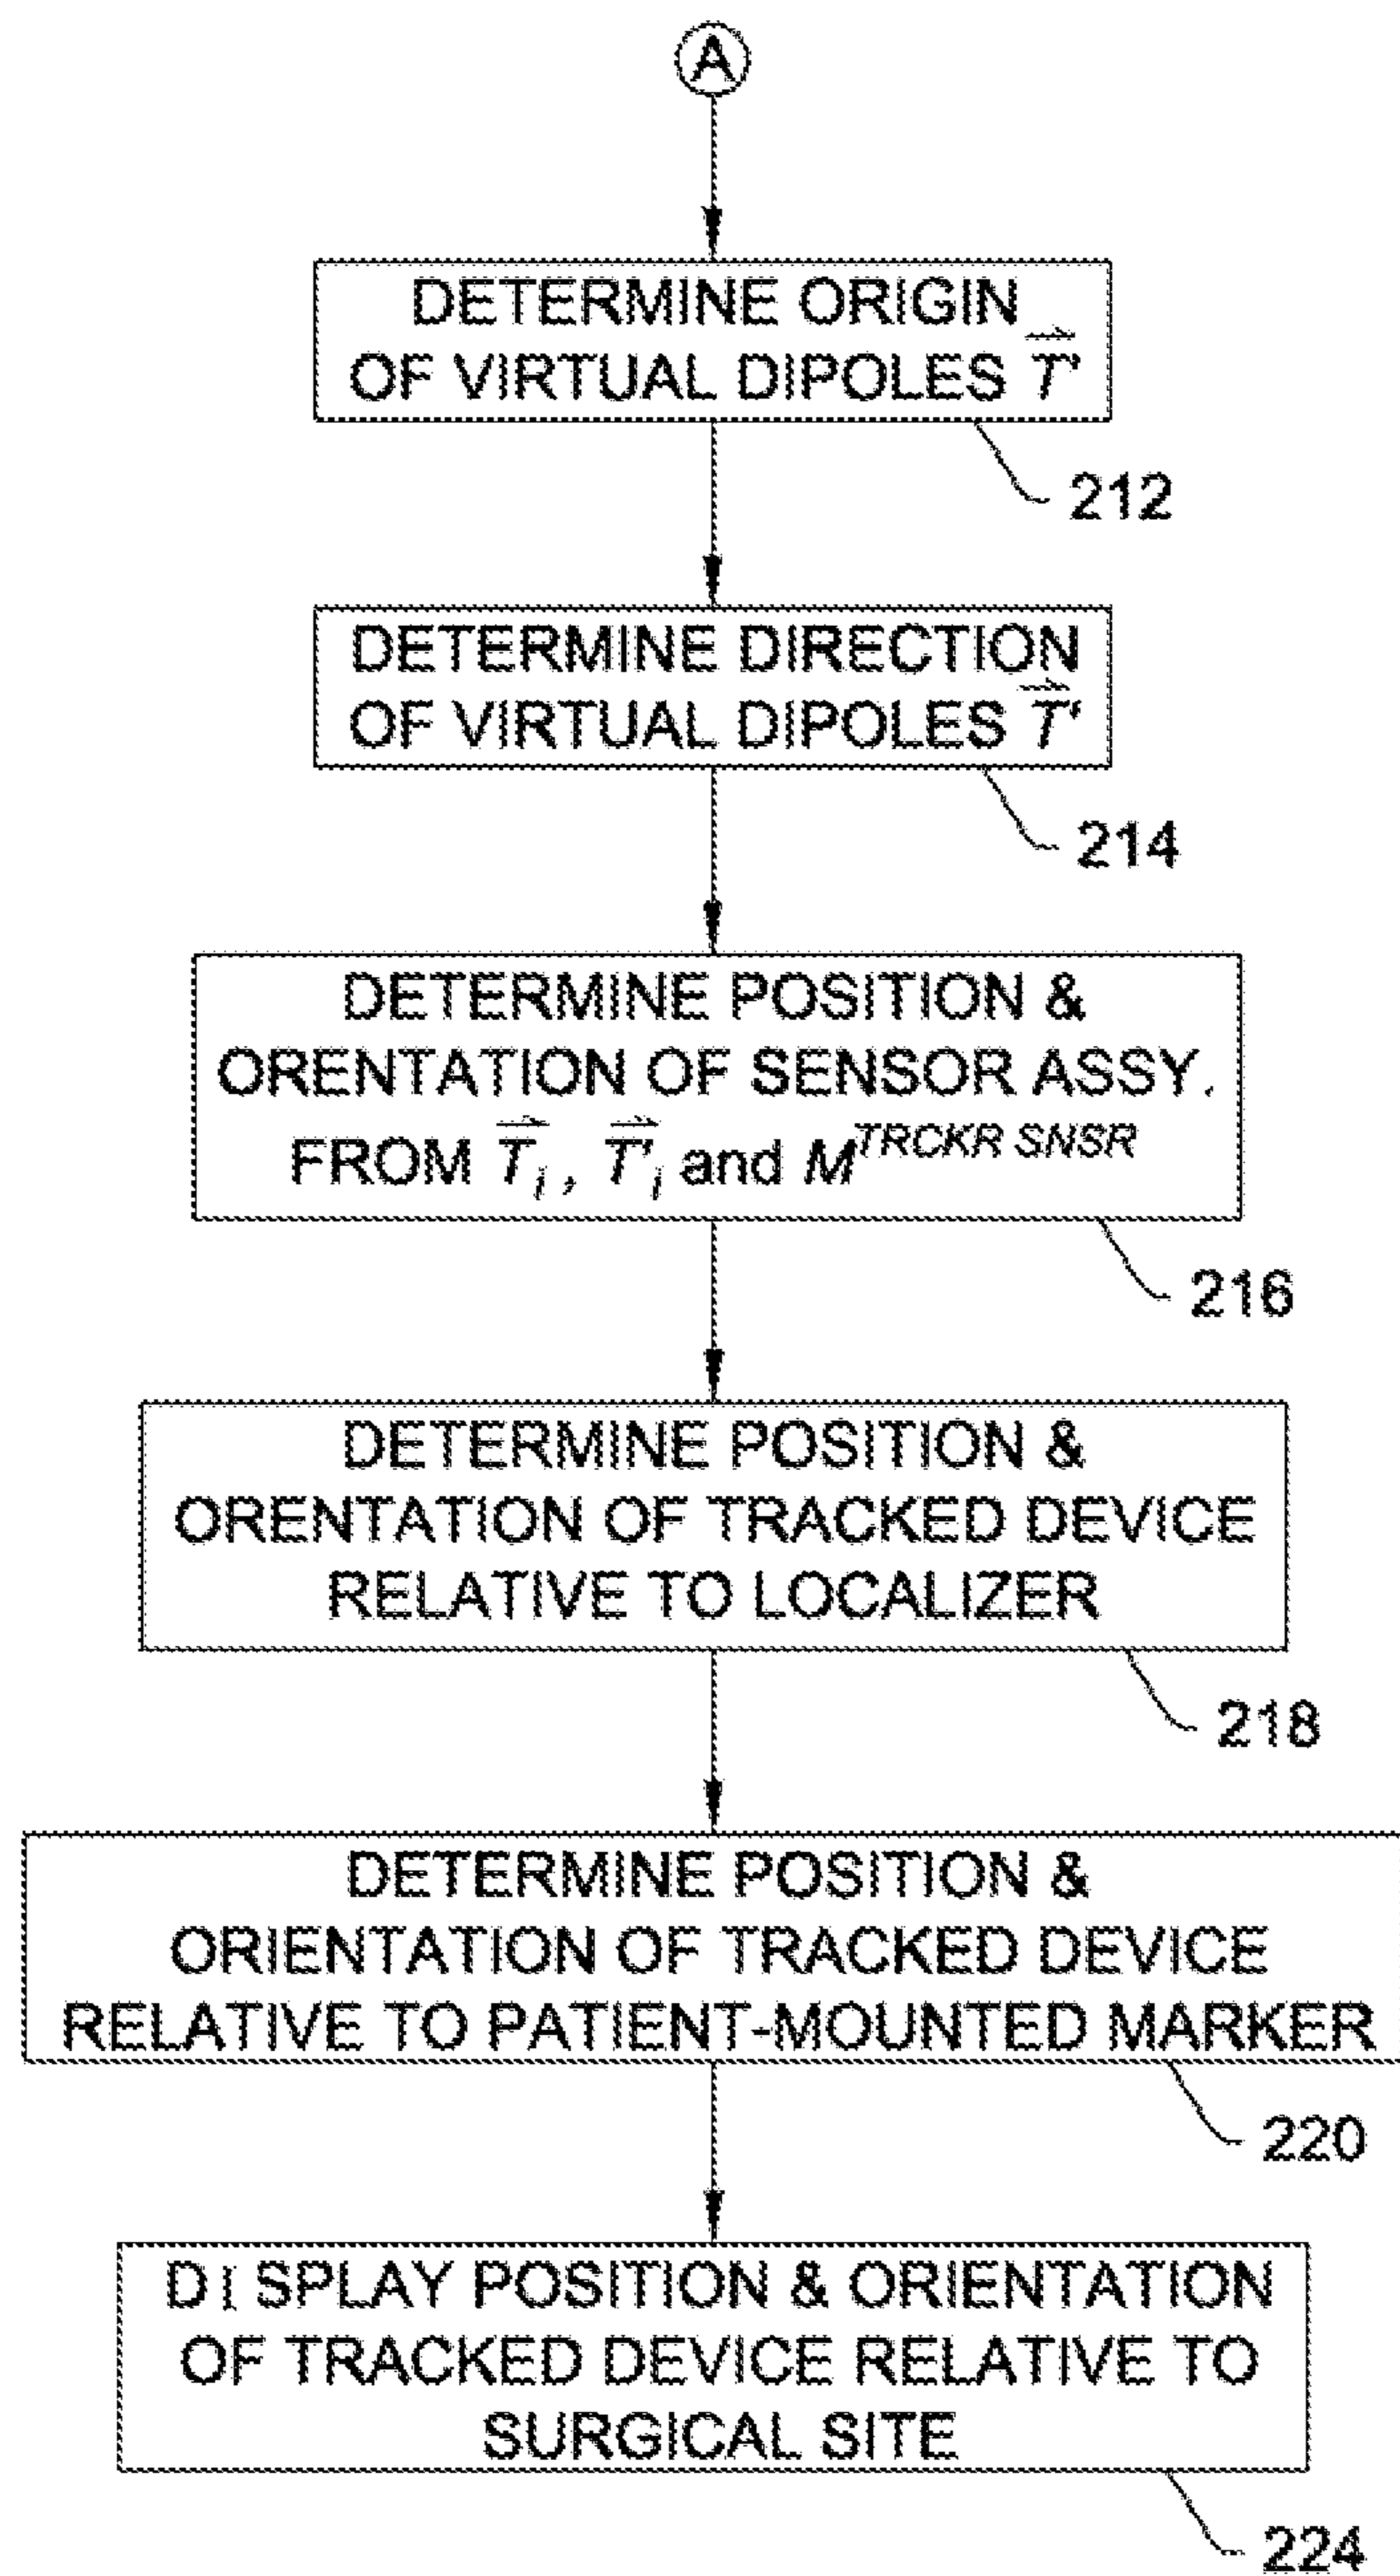 A
DETERMINE ORIGIN
OF VIRTUAL DIPOLES T⃗'
212
DETERMINE DIRECTION
OF VIRTUAL DIPOLES T⃗'
214
DETERMINE POSITION &
ORENTATION OF SENSOR ASSY.
FROM T⃗i , T⃗'i and M^TRCKR SNSR
216
DETERMINE POSITION &
ORENTATION OF TRACKED DEVICE
RELATIVE TO LOCALIZER
218
DETERMINE POSITION &
ORIENTATION OF TRACKED DEVICE
RELATIVE TO PATIENT-MOUNTED MARKER
220
DISPLAY POSITION & ORIENTATION
OF TRACKED DEVICE RELATIVE TO
SURGICAL SITE
224